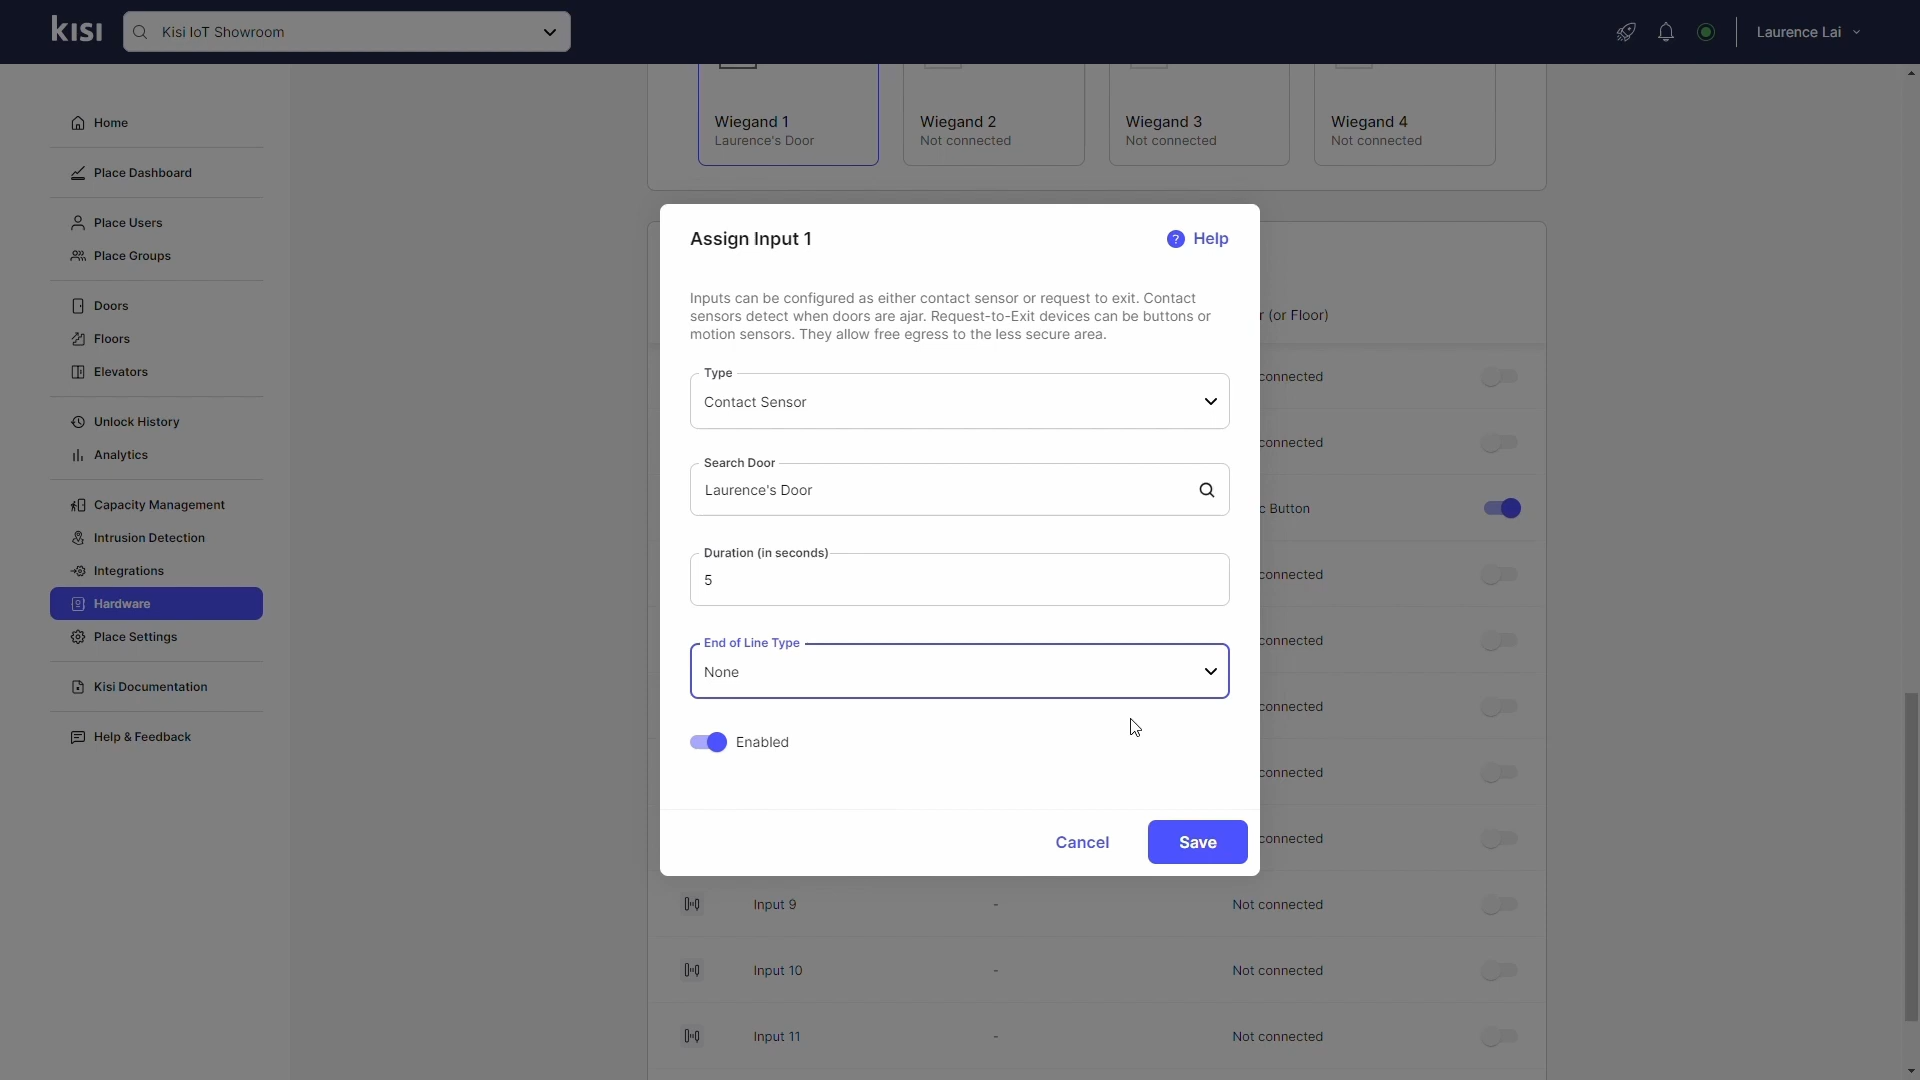 kisi
Kisi IoT Showroom
Laurence Lai
Home
Place Dashboard
Place Users
Place Groups
Doors
Floors
Elevators
Unlock History
Analytics
Capacity Management
Intrusion Detection
Integrations
Hardware
Place Settings
Kisi Documentation
Help & Feedback
Wiegand 1
Laurence's Door
Wiegand 2
Not connected
Wiegand 3
Not connected
Wiegand 4
Not connected
Assign Input 1
? Help
Inputs can be configured as either contact sensor or request to exit. Contact
sensors detect when doors are ajar. Request-to-Exit devices can be buttons or
motion sensors. They allow free egress to the less secure area.
Type
Contact Sensor
Search Door
Laurence's Door
Duration (in seconds)
5
End of Line Type
None
Enabled
Cancel
Save
r (or Floor)
connected
connected
c Button
connected
connected
connected
connected
connected
Input 9 - Not connected
Input 10 - Not connected
Input 11 - Not connected